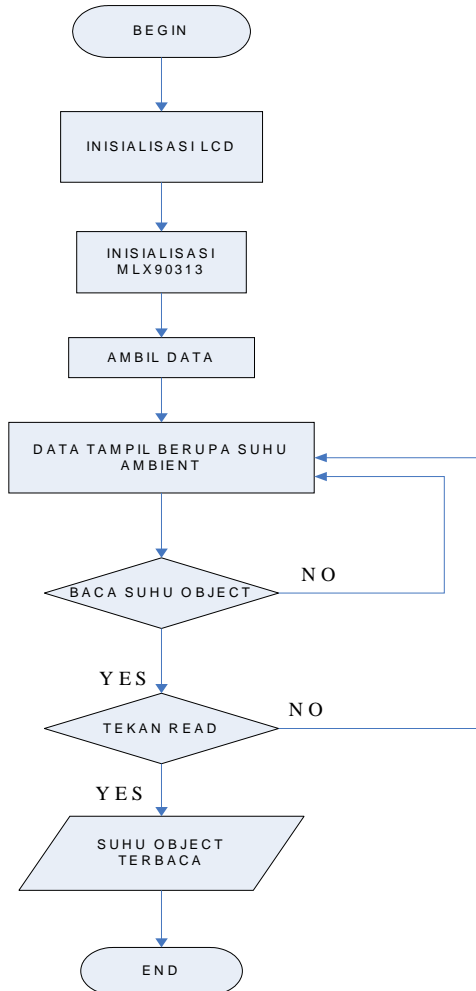 BEGIN
INISIALISASI LCD
INISIALISASI
MLX90313
AMBIL DATA
DATA TAMPIL BERUPA SUHU
AMBIENT
BACA SUHU OBJECT
NO
YES
TEKAN READ
NO
YES
SUHU OBJECT
TERBACA
END